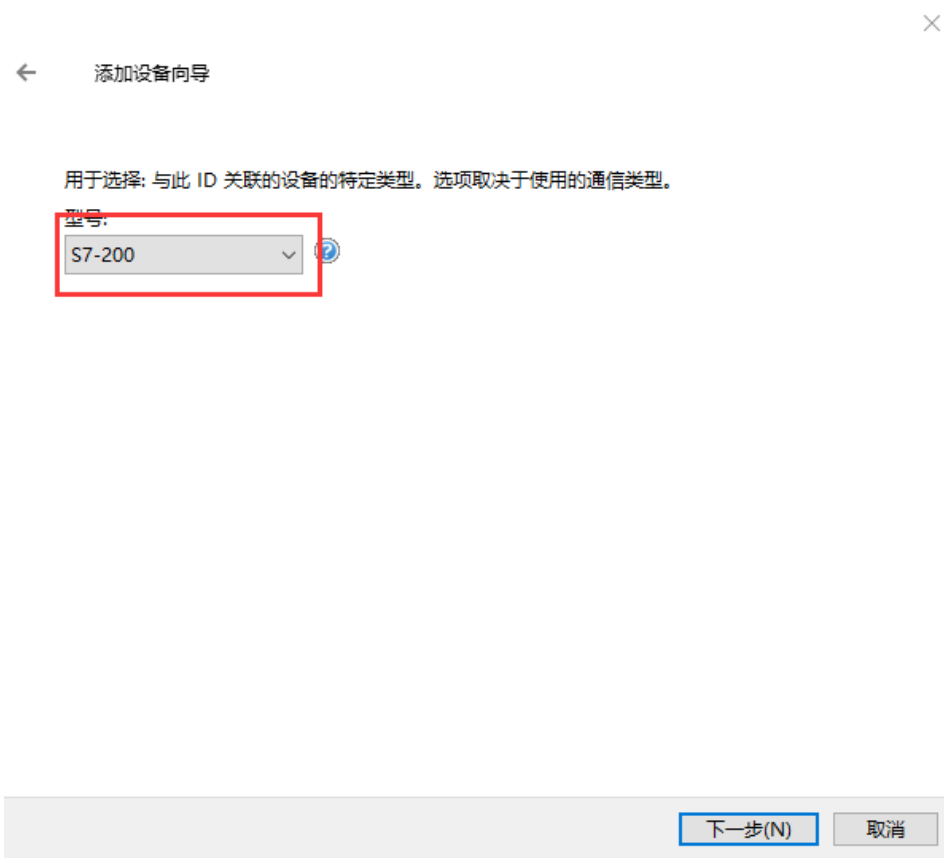 添加设备向导
用于选择: 与此 ID 关联的设备的特定类型。选项取决于使用的通信类型。
型号:
S7-200
下一步(N)
取消